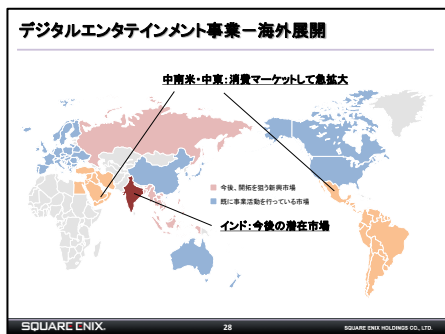 デジタルエンタテインメント事業－海外展開
中南米・中東：消費マーケットして急拡大
今後、開拓を狙う新興市場
既に事業活動を行っている市場
インド：今後の潜在市場
SQUARE ENIX.
28
SQUARE ENIX HOLDINGS CO., LTD.